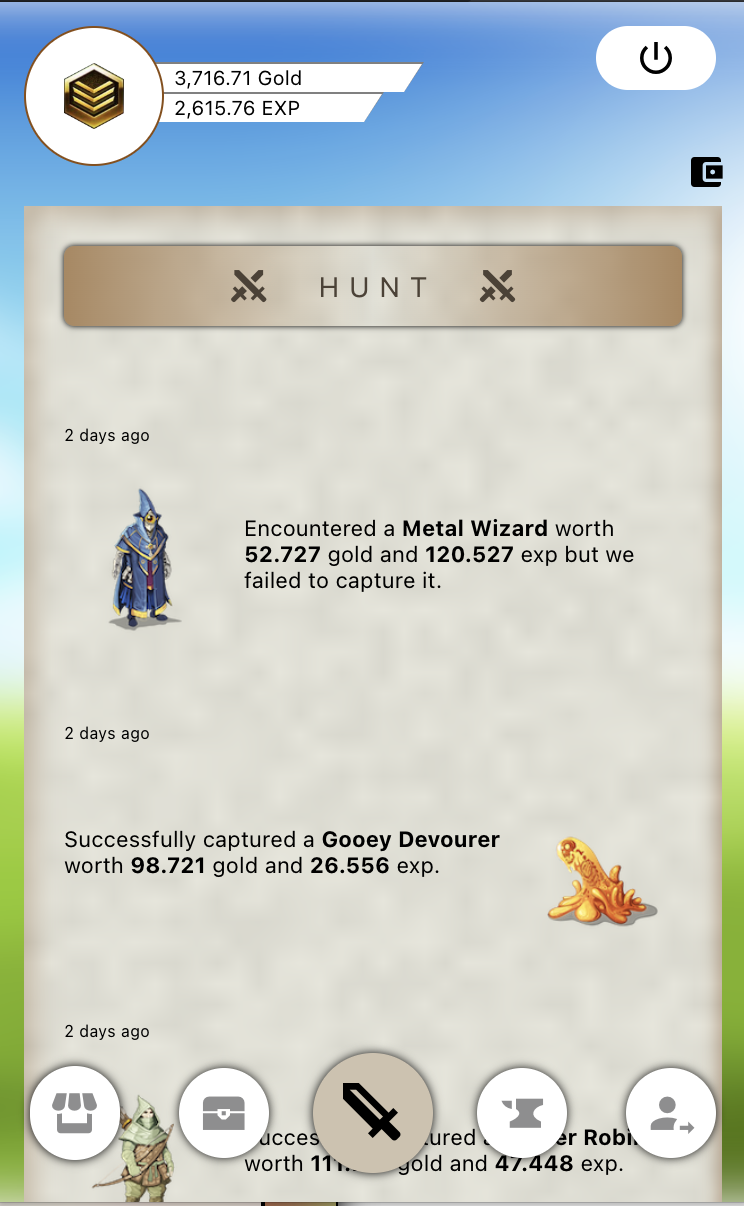 3,716.71 Gold
2,615.76 EXP
HUNT
2 days ago
Encountered a Metal Wizard worth
52.727 gold and 120.527 exp but we
failed to capture it.
2 days ago
Successfully captured a Gooey Devourer
worth 98.721 gold and 26.556 exp.
2 days ago
worth gold and 47.448 exp.